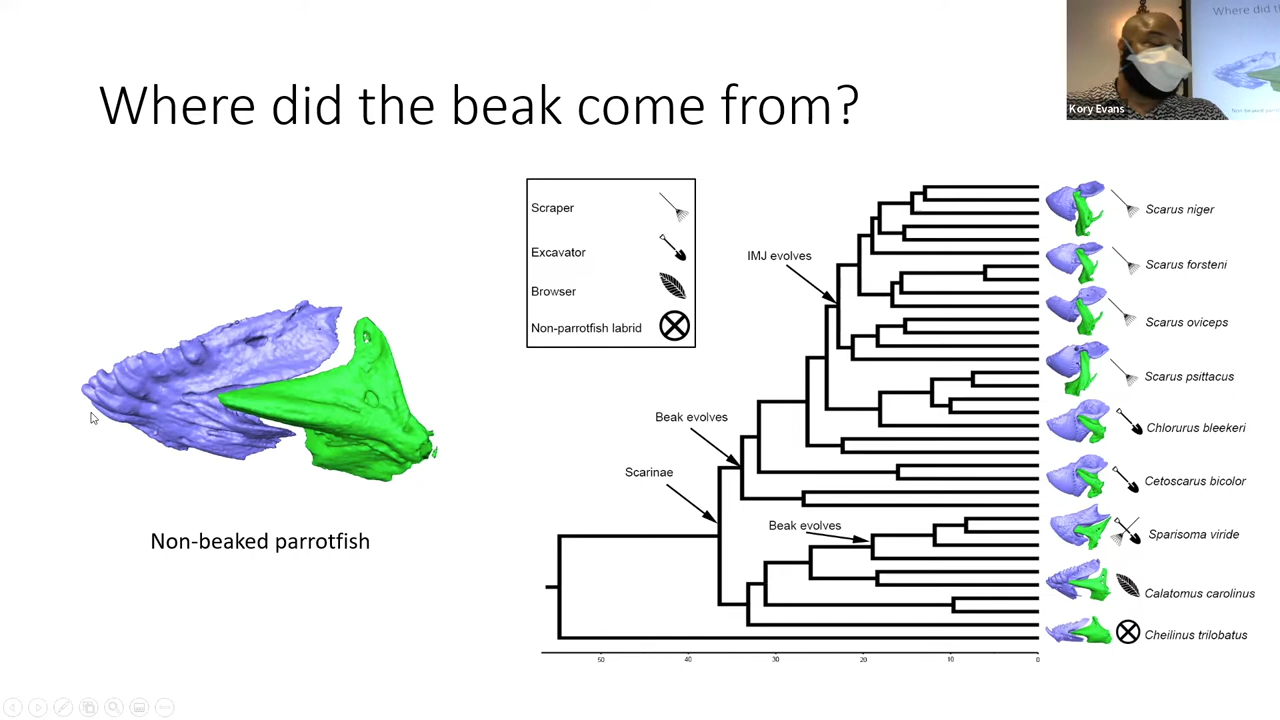 Where did the beak come from?
Where did th
Kory Evans
Scraper
Excavator
Browser
Non-parrotfish labrid
IMJ evolves
Beak evolves
Scarinae
Beak evolves
Scarus niger
Scarus forsteni
Scarus oviceps
Scarus psittacus
Chlorurus bleekeri
Cetoscarus bicolor
Sparisoma viride
Calatomus carolinus
Cheilinus trilobatus
50 40 30 20 10 0
Non-beaked parrotfish